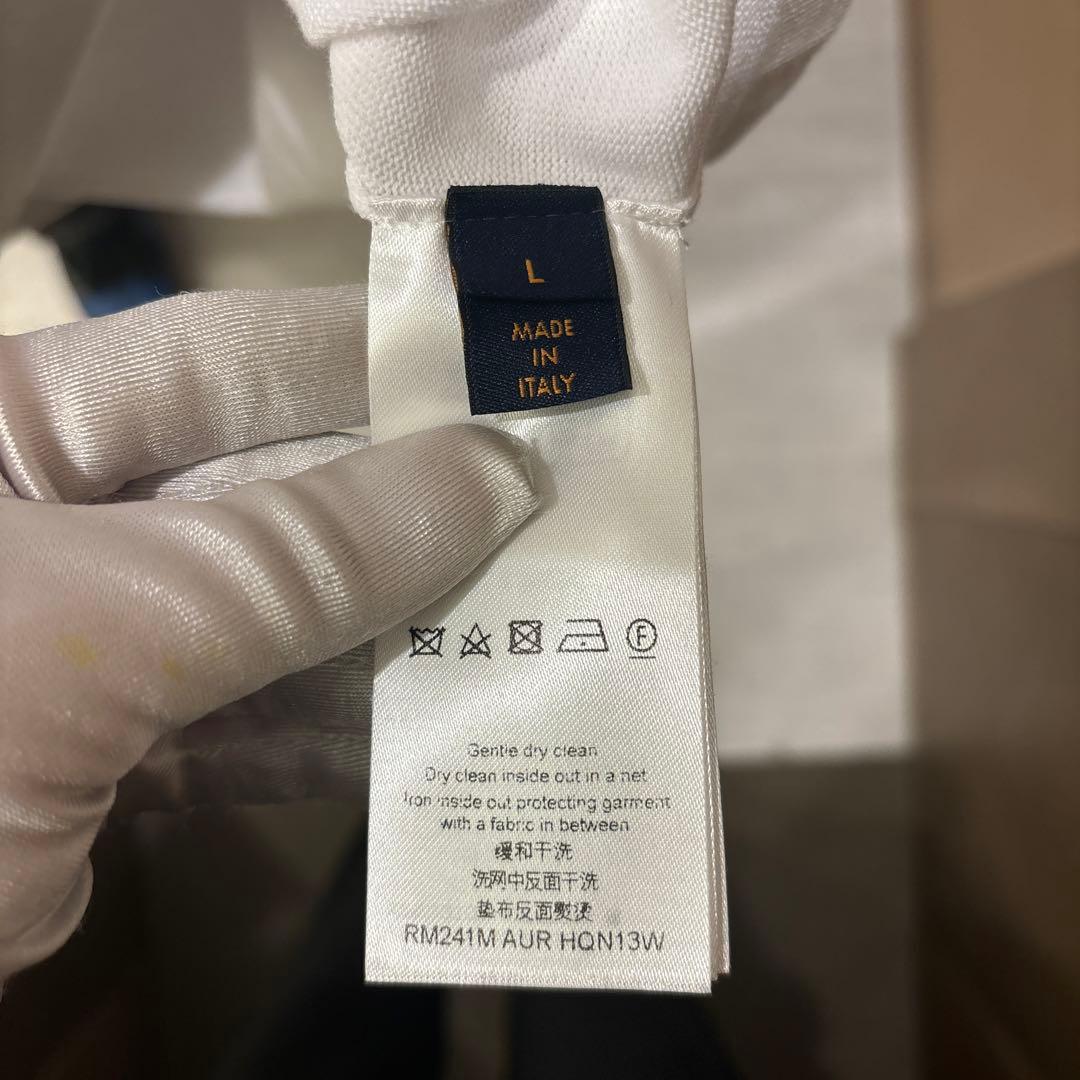 L
MADE
IN
ITALY
F
Gentle dry clean
Dry clean inside out in a net
Iron inside out protecting garment
with a fabric in between
缓和干洗
洗网中反面干洗
垫布反面熨烫
RM241M AUR HQN13W